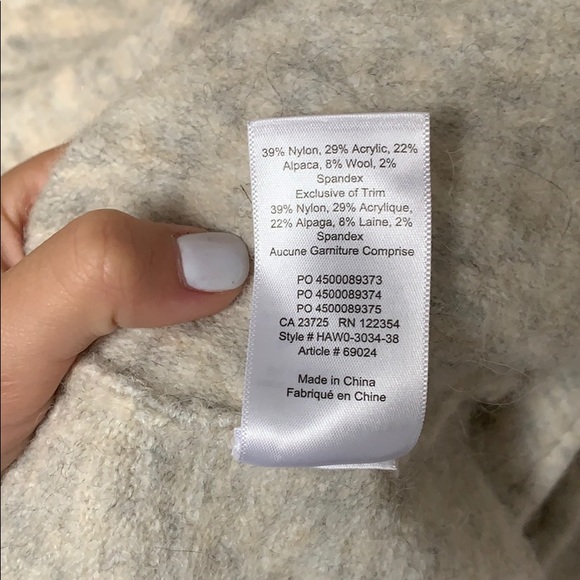 39% Nylon, 29% Acrylic, 22%
Alpaca, 8% Wool, 2%
Spandex
Exclusive of Trim
39% Nylon, 29% Acrylique,
22% Alpaga, 8% Laine, 2%
Spandex
Aucune Garniture Comprise
PO 4500089373
PO 4500089374
PO 4500089375
CA 23725 RN 122354
Style # HAW0-3034-38
Article # 69024
Made in China
Fabriqué en Chine